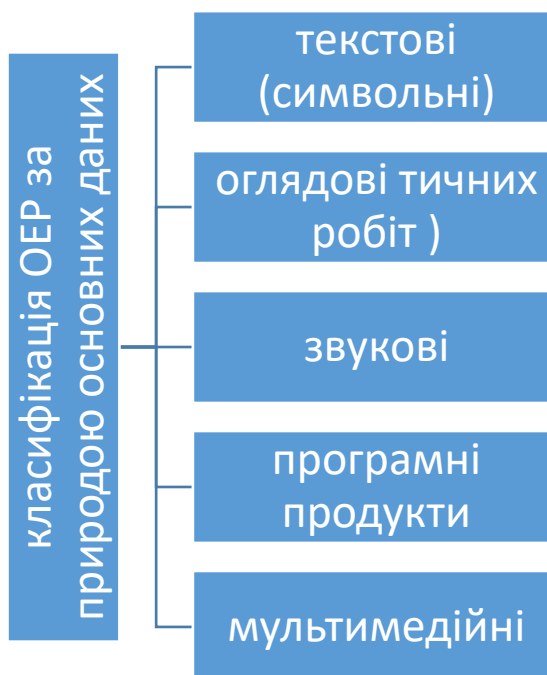 класифікація ОЕР за
природою основних даних
текстові
(символьні)
оглядові тичних
робіт )
звукові
програмні
продукти
мультимедійні